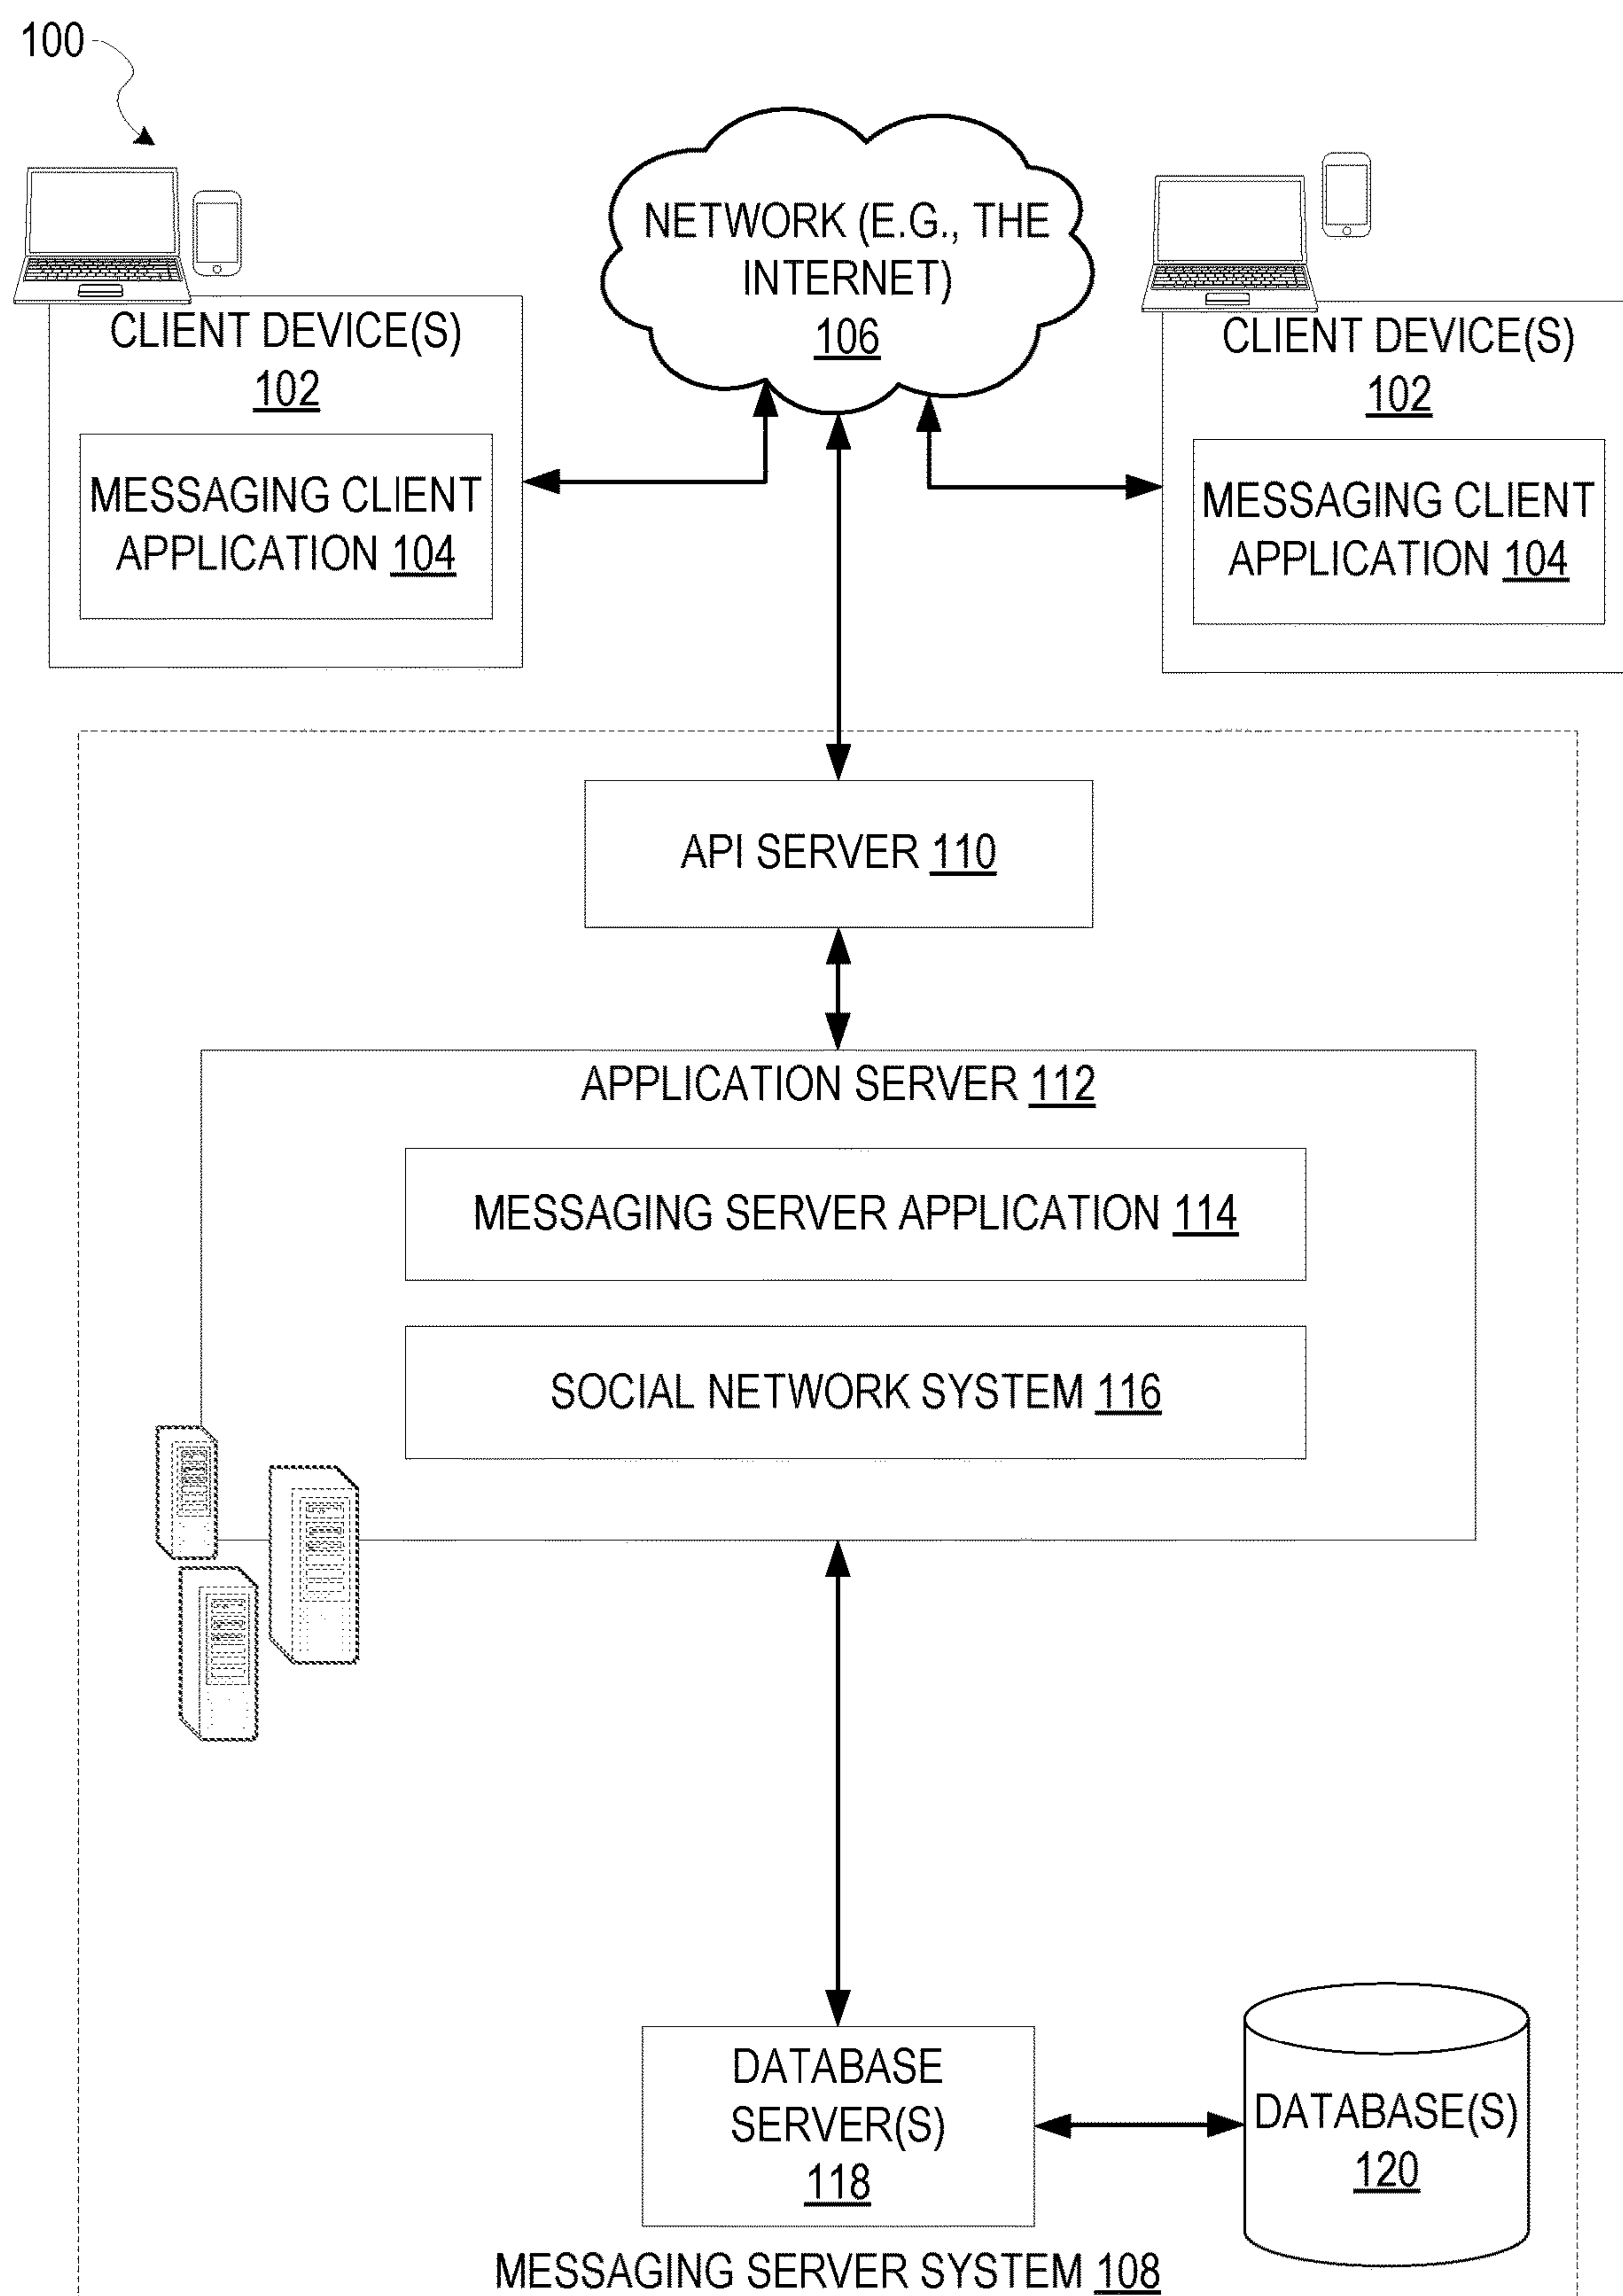 100
NETWORK (E.G., THE
INTERNET)
106
CLIENT DEVICE(S)
102
MESSAGING CLIENT
APPLICATION 104
CLIENT DEVICE(S)
102
MESSAGING CLIENT
APPLICATION 104
API SERVER 110
APPLICATION SERVER 112
MESSAGING SERVER APPLICATION 114
SOCIAL NETWORK SYSTEM 116
DATABASE
SERVER(S)
118
DATABASE(S)
120
MESSAGING SERVER SYSTEM 108